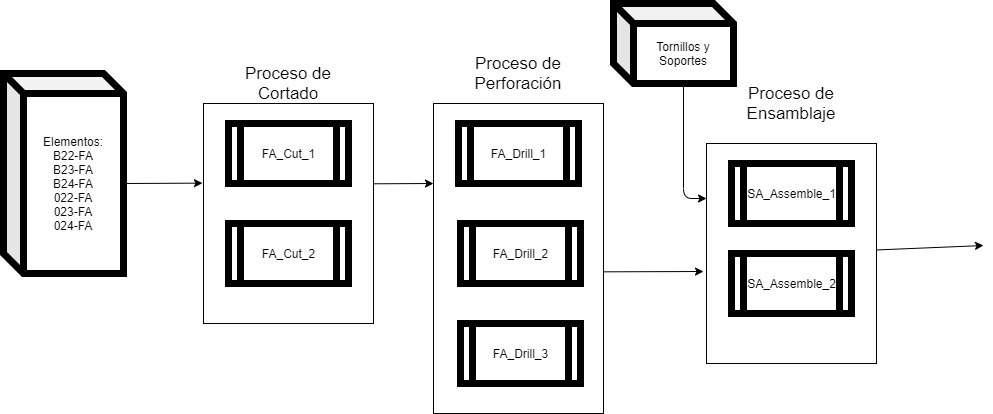 Elementos:
B22-FA
B23-FA
B24-FA
022-FA
023-FA
024-FA
Proceso de
Cortado
FA_Cut_1
FA_Cut_2
Proceso de
Perforación
FA_Drill_1
FA_Drill_2
FA_Drill_3
Tornillos y
Soportes
Proceso de
Ensamblaje
SA_Assemble_1
SA_Assemble_2